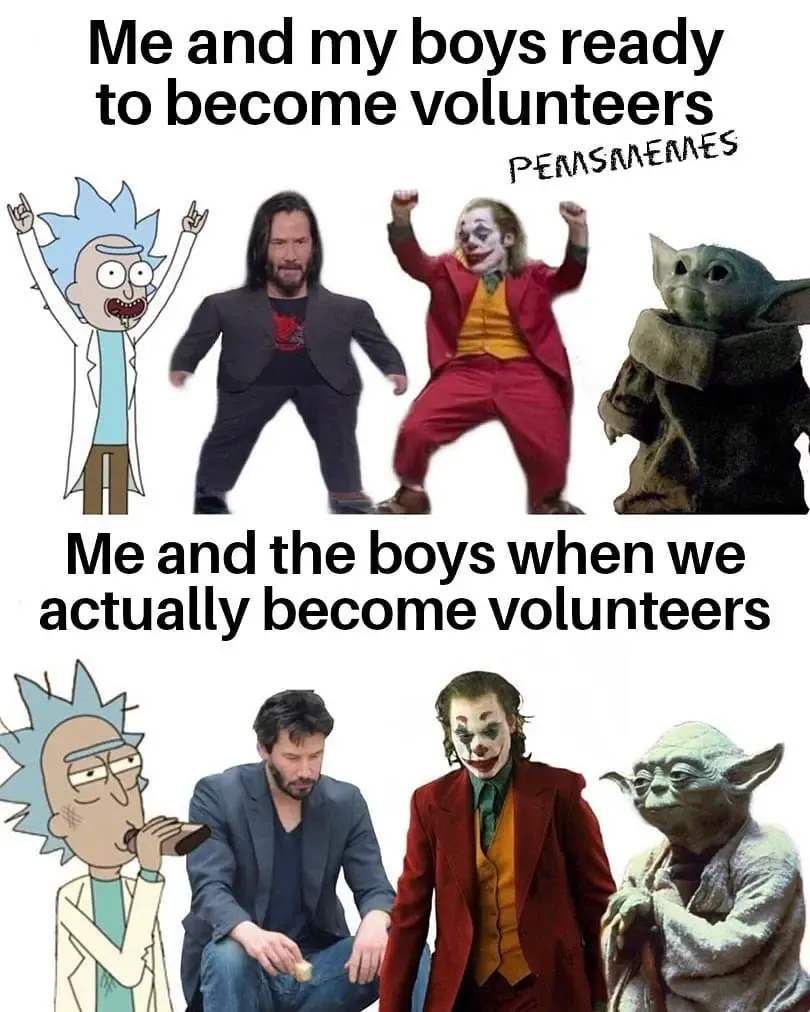 Me and my boys ready
to become volunteers
PEMSMEMES
Me and the boys when we
actually become volunteers